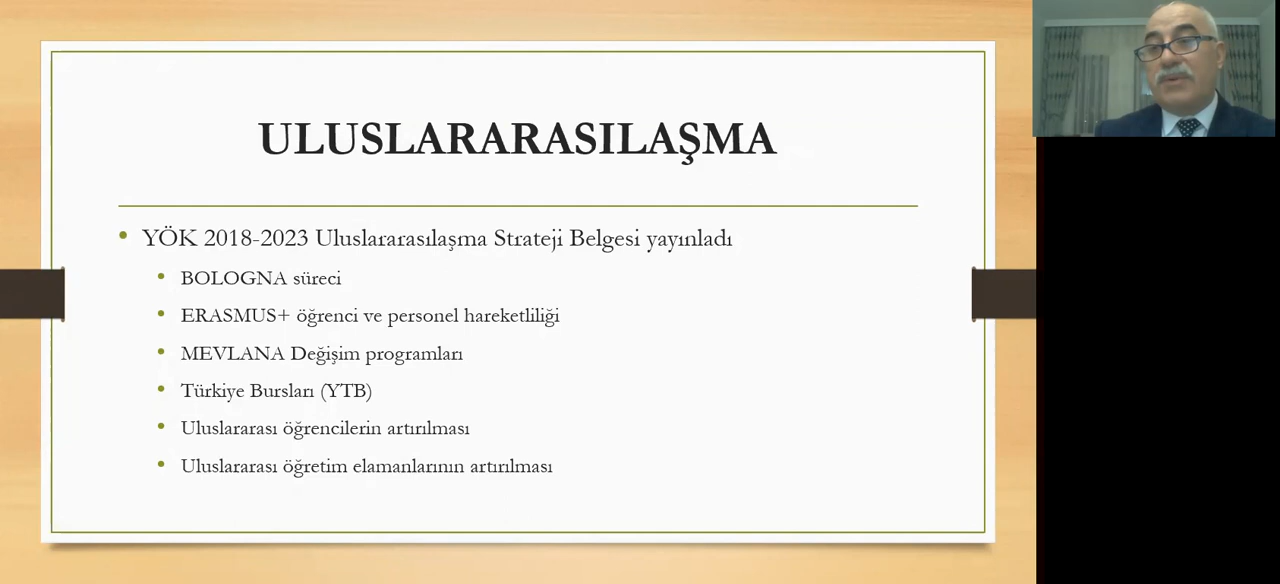 ULUSLARARASILAŞMA
• YÖK 2018-2023 Uluslararasılaşma Strateji Belgesi yayınladı
• BOLOGNA süreci
• ERASMUS+ öğrenci ve personel hareketliliği
• MEVLANA Değişim programları
• Türkiye Bursları (YTB)
• Uluslararası öğrencilerin artırılması
• Uluslararası öğretim elamanlarının artırılması